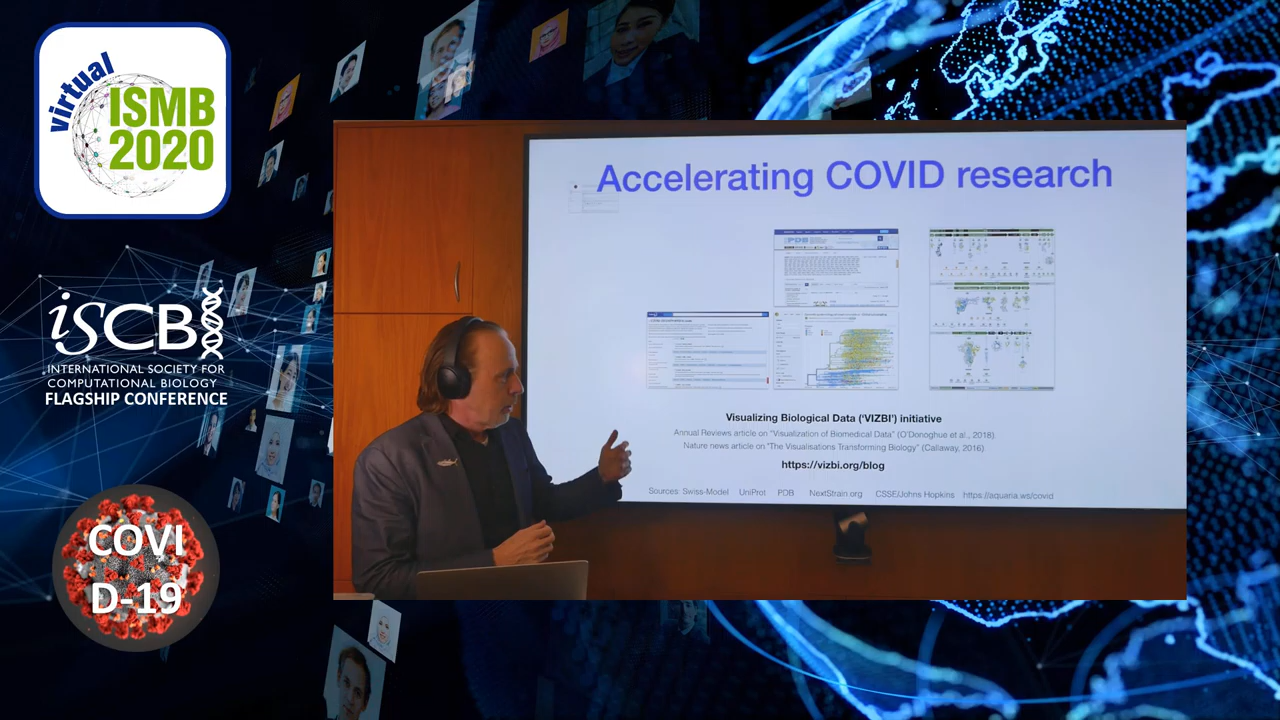 virtual
ISMB
2020
iSCB
INTERNATIONAL SOCIETY FOR
COMPUTATIONAL BIOLOGY
FLAGSHIP CONFERENCE
COVI
D-19
Accelerating COVID research
PDB
Visualizing Biological Data (‘VIZBI’) initiative
Annual Reviews article on “Visualization of Biomedical Data” (O’Donoghue et al., 2018)
Nature news article on “The Visualisations Transforming Biology” (Callaway, 2016)
https://vizbi.org/blog
Sources: Swiss-Model UniProt PDB NextStrain.org CSSE/Johns Hopkins https://aquaria.ws/covid